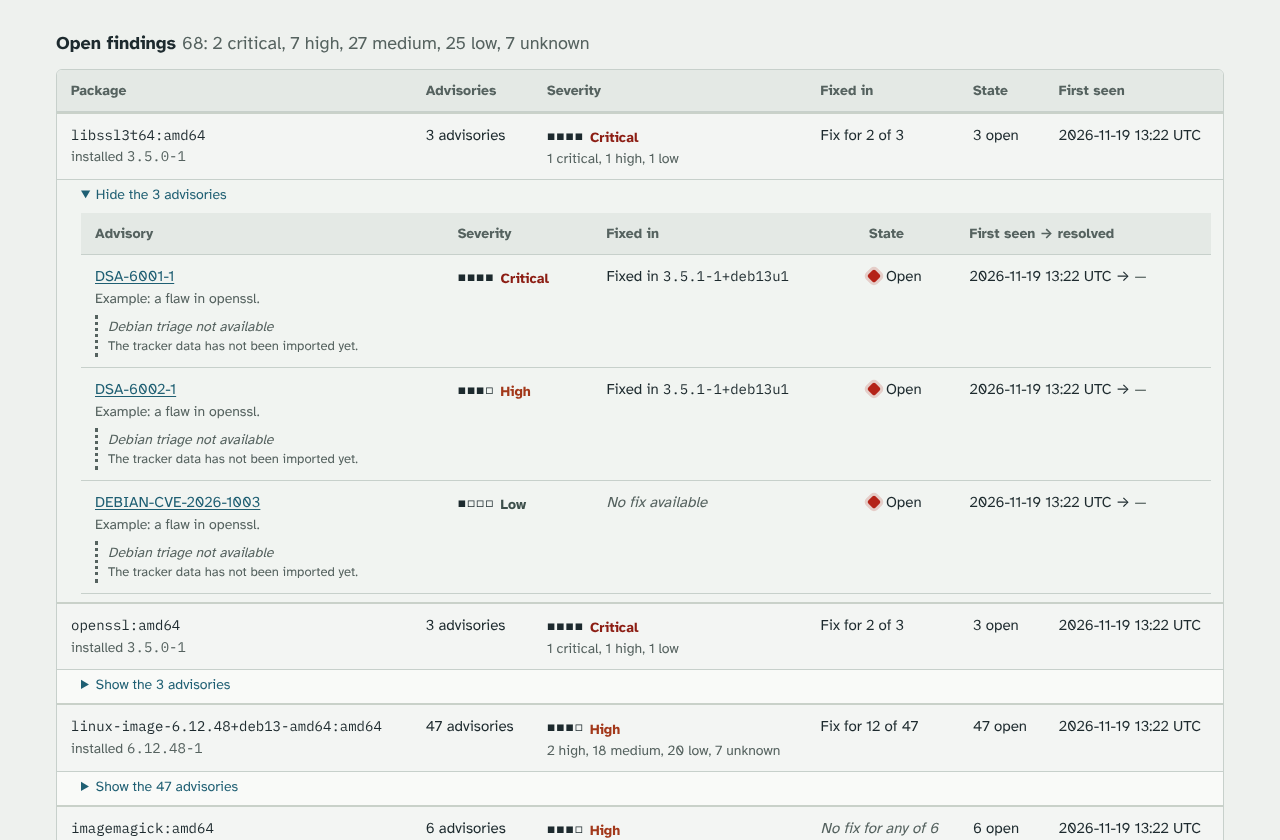 Open findings 68: 2 critical, 7 high, 27 medium, 25 low, 7 unknown
Package Advisories Severity Fixed in State First seen
libssl3t64:amd64 3 advisories ■■■■ Critical Fix for 2 of 3 3 open 2026-11-19 13:22 UTC
installed 3.5.0-1 1 critical, 1 high, 1 low
▼ Hide the 3 advisories
Advisory Severity Fixed in State First seen → resolved
DSA-6001-1 ■■■■ Critical Fixed in 3.5.1-1+deb13u1 Open 2026-11-19 13:22 UTC → —
Example: a flaw in openssl.
Debian triage not available
The tracker data has not been imported yet.
DSA-6002-1 ■■■□ High Fixed in 3.5.1-1+deb13u1 Open 2026-11-19 13:22 UTC → —
Example: a flaw in openssl.
Debian triage not available
The tracker data has not been imported yet.
DEBIAN-CVE-2026-1003 ■□□□ Low No fix available Open 2026-11-19 13:22 UTC → —
Example: a flaw in openssl.
Debian triage not available
The tracker data has not been imported yet.
openssl:amd64 3 advisories ■■■■ Critical Fix for 2 of 3 3 open 2026-11-19 13:22 UTC
installed 3.5.0-1 1 critical, 1 high, 1 low
▶ Show the 3 advisories
linux-image-6.12.48+deb13-amd64:amd64 47 advisories ■■■□ High Fix for 12 of 47 47 open 2026-11-19 13:22 UTC
installed 6.12.48-1 2 high, 18 medium, 20 low, 7 unknown
▶ Show the 47 advisories
imagemagick:amd64 6 advisories ■■■□ High No fix for any of 6 6 open 2026-11-19 13:22 UTC